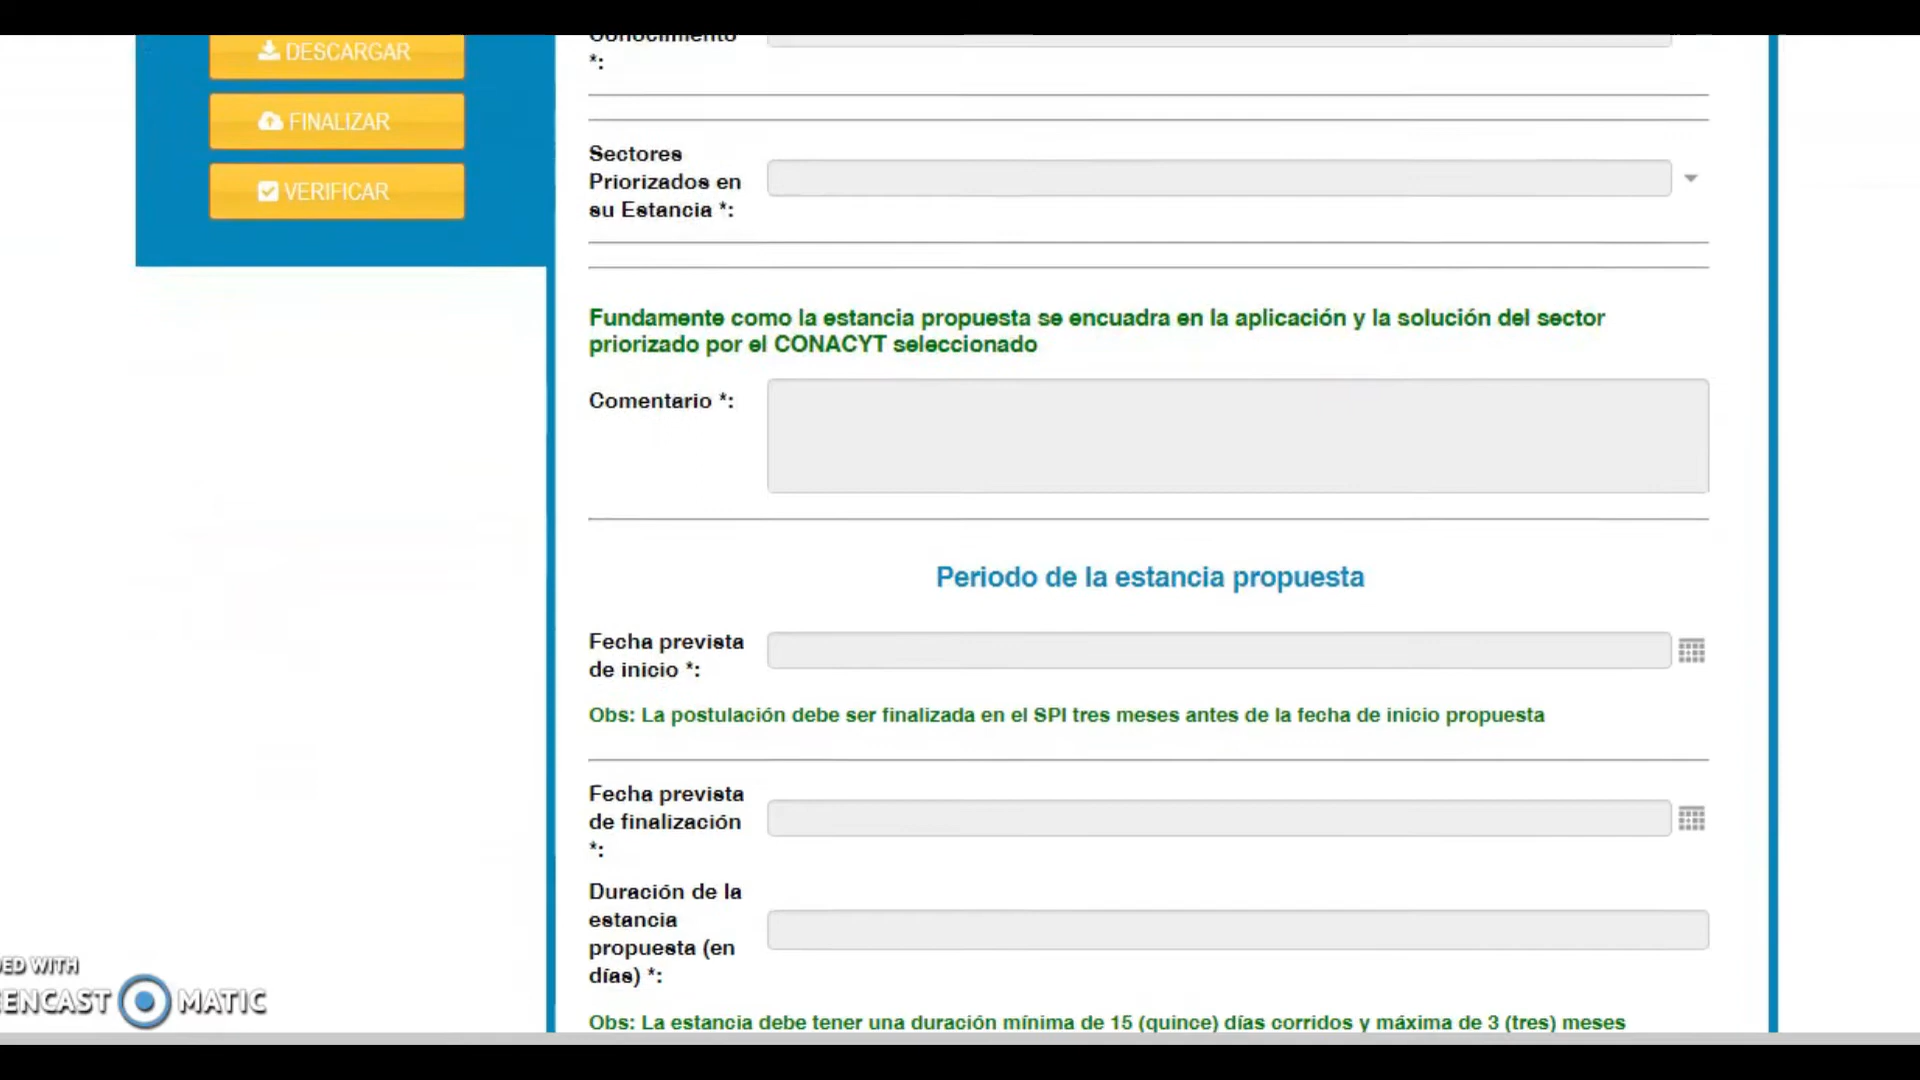 DESCARGAR
FINALIZAR
VERIFICAR
Conocimiento
*:
Sectores
Priorizados en
su Estancia *:
Fundamente como la estancia propuesta se encuadra en la aplicación y la solución del sector
priorizado por el CONACYT seleccionado
Comentario *:
Periodo de la estancia propuesta
Fecha prevista
de inicio *:
Obs: La postulación debe ser finalizada en el SPI tres meses antes de la fecha de inicio propuesta
Fecha prevista
de finalización
*:
Duración de la
estancia
propuesta (en
días) *:
Obs: La estancia debe tener una duración mínima de 15 (quince) días corridos y máxima de 3 (tres) meses
DED WITH
EENCAST MATIC